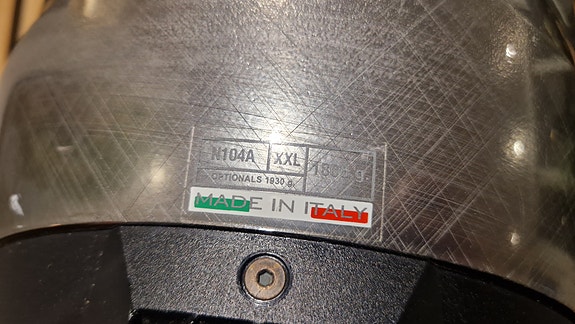 N104A XXL
OPTIONALS 1930 g.
MADE IN ITALY